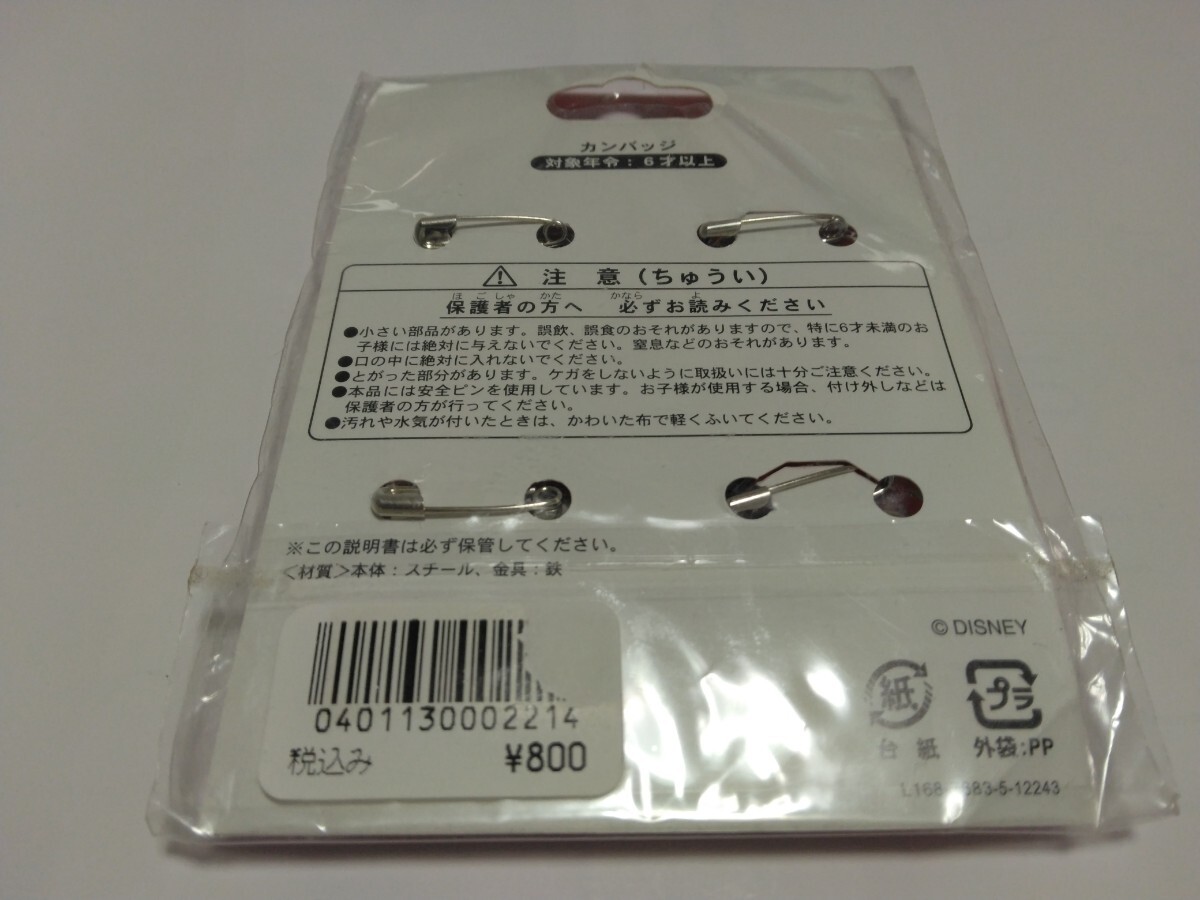 カンバッジ
対象年令：6才以上
⚠ 注 意（ちゅうい）
ほ ご しゃ かた かなら よ
保護者の方へ 必ずお読みください
●小さい部品があります。誤飲、誤食のおそれがありますので、特に6才未満のお
子様には絶対に与えないでください。窒息などのおそれがあります。
●口の中に絶対に入れないでください。
●とがった部分があります。ケガをしないように取扱いには十分ご注意ください。
●本品には安全ピンを使用しています。お子様が使用する場合、付け外しなどは
保護者の方が行ってください。
●汚れや水気が付いたときは、かわいた布で軽くふいてください。
※この説明書は必ず保管してください。
＜材質＞本体：スチール、金具：鉄
0401130002214
税込み ¥800
© DISNEY
紙 プラ
台紙 外袋：PP
83-5-12243